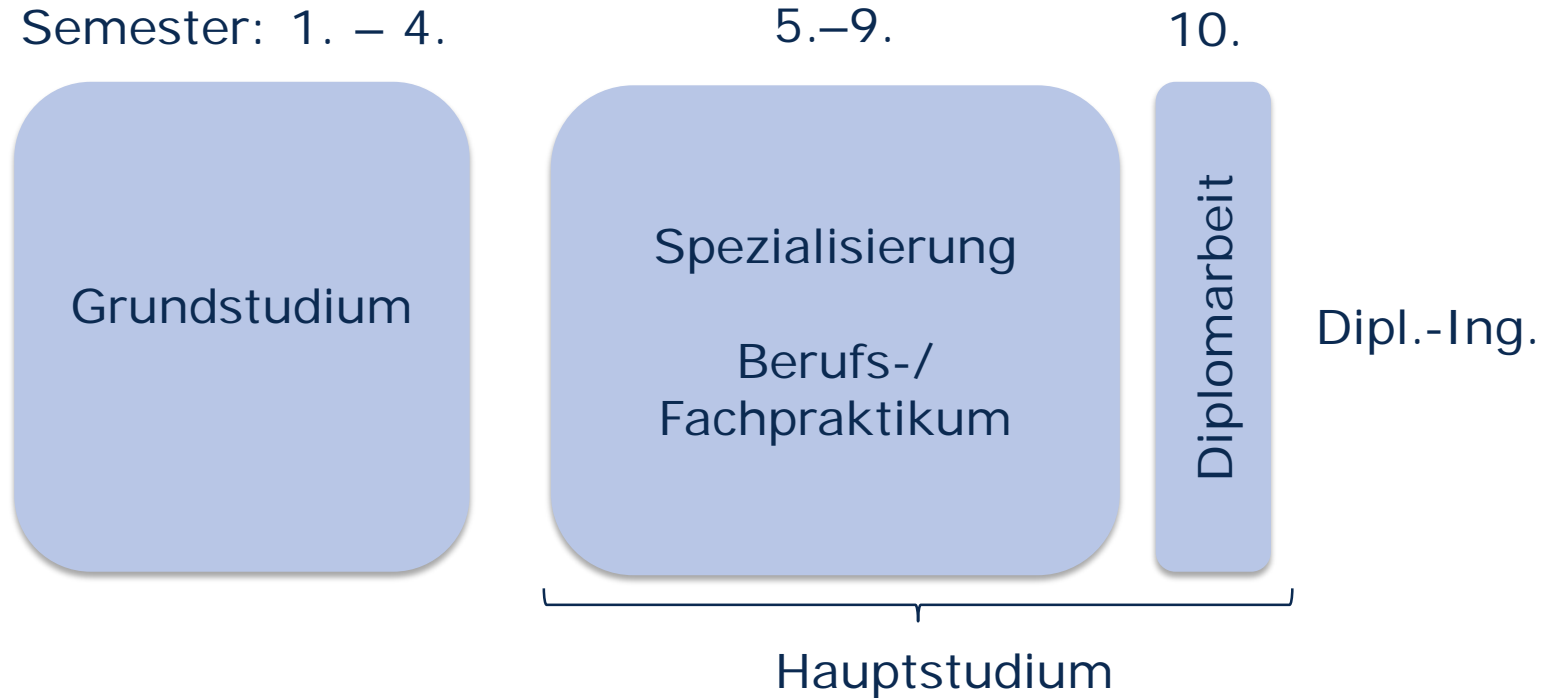 Semester: 1. – 4.
5.–9.
10.
Grundstudium
Spezialisierung
Berufs-/
Fachpraktikum
Diplomarbeit
Dipl.-Ing.
Hauptstudium